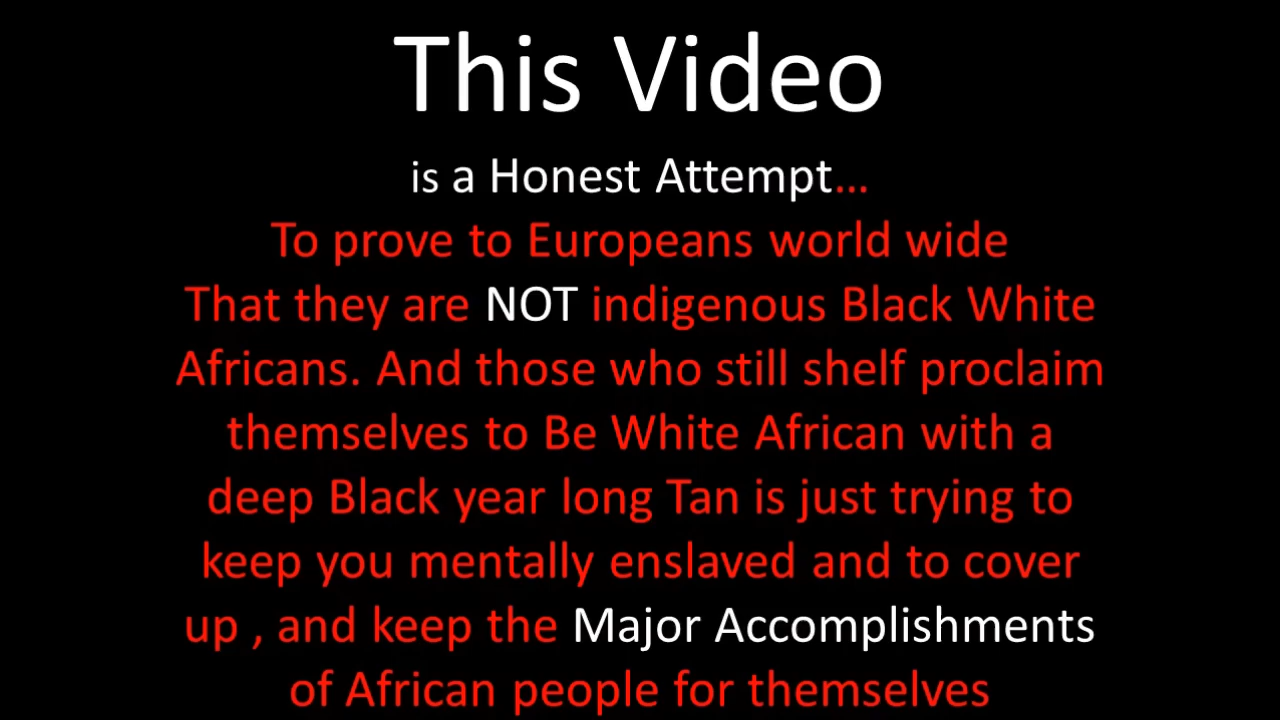 This Video
is a Honest Attempt...
To prove to Europeans world wide
That they are NOT indigenous Black White
Africans. And those who still shelf proclaim
themselves to Be White African with a
deep Black year long Tan is just trying to
keep you mentally enslaved and to cover
up , and keep the Major Accomplishments
of African people for themselves